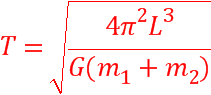 T = √(4π²L³ / G(m₁ + m₂))